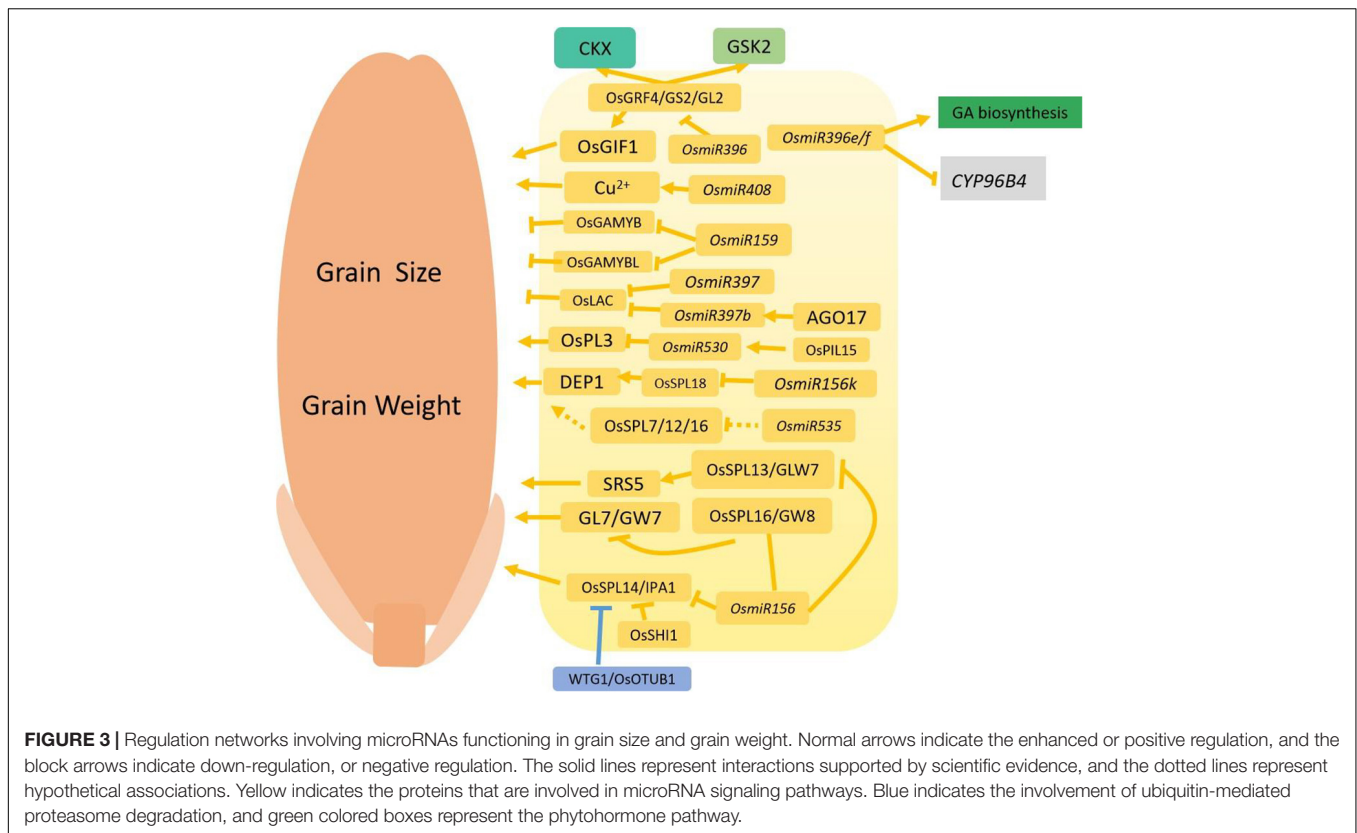 CKX
GSK2
OsGRF4/GS2/GL2
GA biosynthesis
OsGIF1
OsmiR396
OsmiR396e/f
CYP96B4
Cu2+
OsmiR408
OsGAMYB
OsmiR159
OsGAMYBL
Grain Size
OsmiR397
OsLAC
OsmiR397b
AGO17
OsPL3
OsmiR530
OsPIL15
DEP1
OsSPL18
OsmiR156k
Grain Weight
OsSPL7/12/16
OsmiR535
OsSPL13/GLW7
SRS5
GL7/GW7
OsSPL16/GW8
OsSPL14/IPA1
OsmiR156
OsSHI1
WTG1/OsOTUB1
FIGURE 3 | Regulation networks involving microRNAs functioning in grain size and grain weight. Normal arrows indicate the enhanced or positive regulation, and the
block arrows indicate down-regulation, or negative regulation. The solid lines represent interactions supported by scientific evidence, and the dotted lines represent
hypothetical associations. Yellow indicates the proteins that are involved in microRNA signaling pathways. Blue indicates the involvement of ubiquitin-mediated
proteasome degradation, and green colored boxes represent the phytohormone pathway.